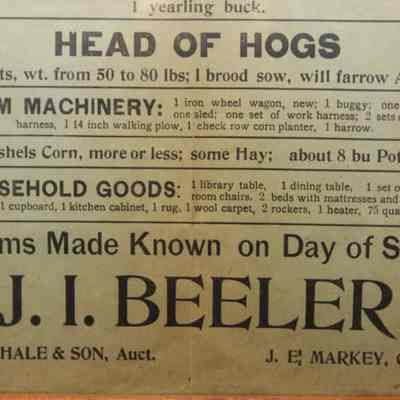 1 yearling buck.
HEAD OF HOGS
ts, wt. from 50 to 80 lbs; 1 brood sow, will farrow A
M MACHINERY: 1 iron wheel wagon, new; 1 buggy: one
one sled; one set of work harness; 2 sets
harness, 1 14 inch walking plow, 1 check row corn planter, 1 harrow.
shels Corn, more or less; some Hay; about 8 bu Pot
SEHOLD GOODS: 1 library table, 1 dining table, 1 set o
room chairs. 2 beds with mattresses and
1 cupboard, 1 kitchen cabinet, 1 rug, 1 wool carpet, 2 rockers, 1 heater, 75 qua
ms Made Known on Day of S
J. I. BEELER
HALE & SON, Auct. J. E. MARKEY, C